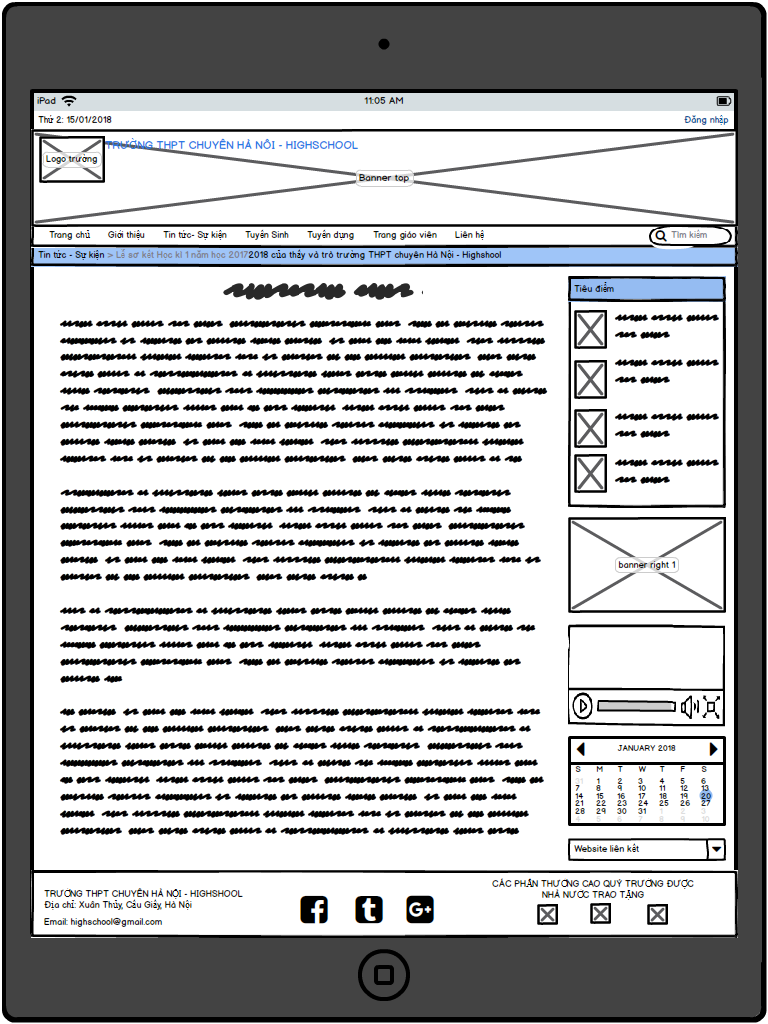 iPad 11:05 AM
Thứ 2: 15/01/2018 Đăng nhập
TRƯỜNG THPT CHUYÊN HÀ NÔI - HIGHSCHOOL
Logo trường
Banner top
Trang chủ Giới thiệu Tin tức- Sự kiện Tuyển Sinh Tuyển dụng Trang giáo viên Liên hệ Tìm kiếm
Tin tức - Sự kiện > Lễ sơ kết Học kì 1 năm học 20172018 của thầy và trò trường THPT chuyên Hà Nội - Highshool
Tiêu điểm
banner right 1
JANUARY 2018
S M T W T F S
31 1 2 3 4 5 6
7 8 9 10 11 12 13
14 15 16 17 18 19 20
21 22 23 24 25 26 27
28 29 30 31 1 2 3
4 5 6 7 8 9 10
Website liên kết
TRƯỜNG THPT CHUYÊN HÀ NỘI - HIGHSHOOL
Địa chỉ: Xuân Thủy, Cầu Giấy, Hà Nội
Email: highschool@gmail.com
CÁC PHẦN THƯỞNG CAO QUÝ TRƯỜNG ĐƯỢC
NHÀ NƯỚC TRAO TẶNG